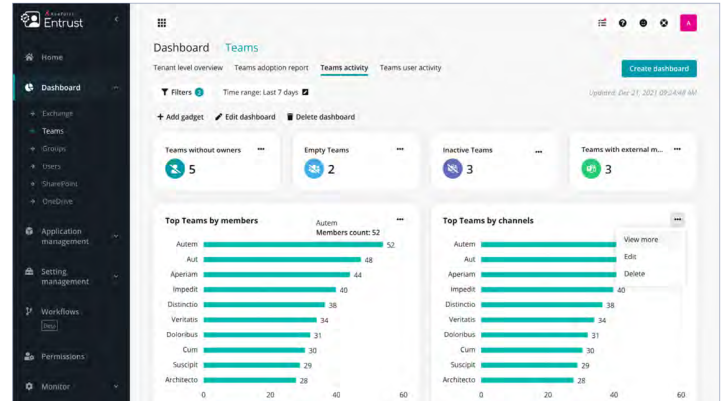 Entrust
Home
Dashboard
Exchange
Teams
Groups
Users
SharePoint
OneDrive
Application
management
Setting
management
Workflows
Permissions
Monitor
A
Dashboard Teams
Tenant level overview Teams adoption report Teams activity Teams user activity
Create dashboard
Filters 2 Time range: Last 7 days
Updated: Dec 21, 2021 09:24:48 AM
+ Add gadget Edit dashboard Delete dashboard
Teams without owners ...
5
Empty Teams ...
2
Inactive Teams ...
3
Teams with external m... ...
3
Top Teams by members ...
Autem
Members count: 52
Autem 52
Aut 48
Aperiam 44
Impedit 40
Distinctio 38
Veritatis 34
Doloribus 31
Cum 30
Suscipit 29
Architecto 28
0 20 40 60
Top Teams by channels ...
View more
Edit
Delete
Autem
Aut
Aperiam
Impedit 40
Distinctio 38
Veritatis 34
Doloribus 31
Cum 30
Suscipit 29
Architecto 28
0 20 40 60